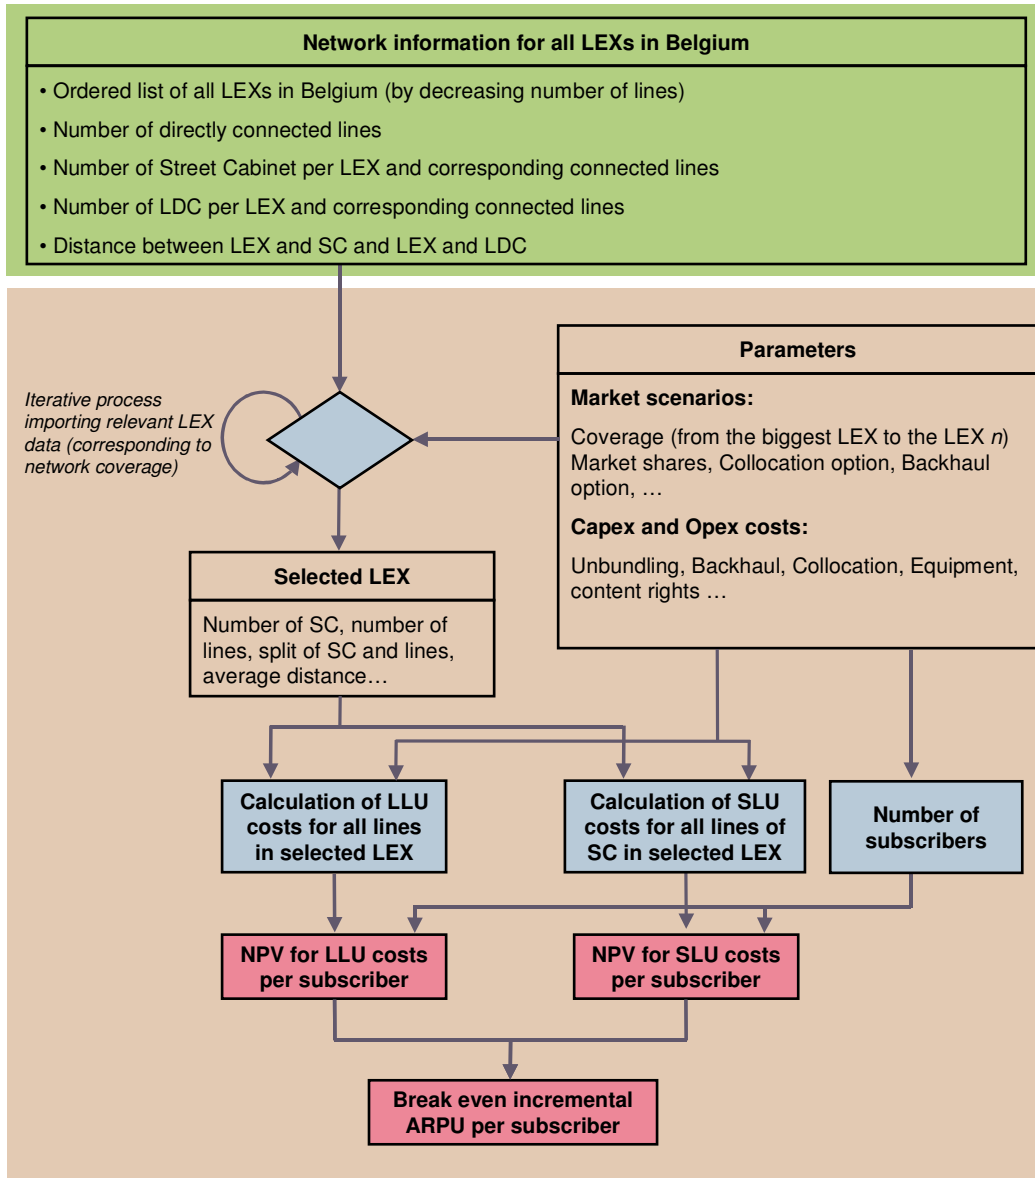 Network information for all LEXs in Belgium
• Ordered list of all LEXs in Belgium (by decreasing number of lines)
• Number of directly connected lines
• Number of Street Cabinet per LEX and corresponding connected lines
• Number of LDC per LEX and corresponding connected lines
• Distance between LEX and SC and LEX and LDC
Iterative process
importing relevant LEX
data (corresponding to
network coverage)
Parameters
Market scenarios:
Coverage (from the biggest LEX to the LEX n)
Market shares, Collocation option, Backhaul
option, …
Capex and Opex costs:
Unbundling, Backhaul, Collocation, Equipment,
content rights …
Selected LEX
Number of SC, number of
lines, split of SC and lines,
average distance…
Calculation of LLU
costs for all lines
in selected LEX
Calculation of SLU
costs for all lines of
SC in selected LEX
Number of
subscribers
NPV for LLU costs
per subscriber
NPV for SLU costs
per subscriber
Break even incremental
ARPU per subscriber